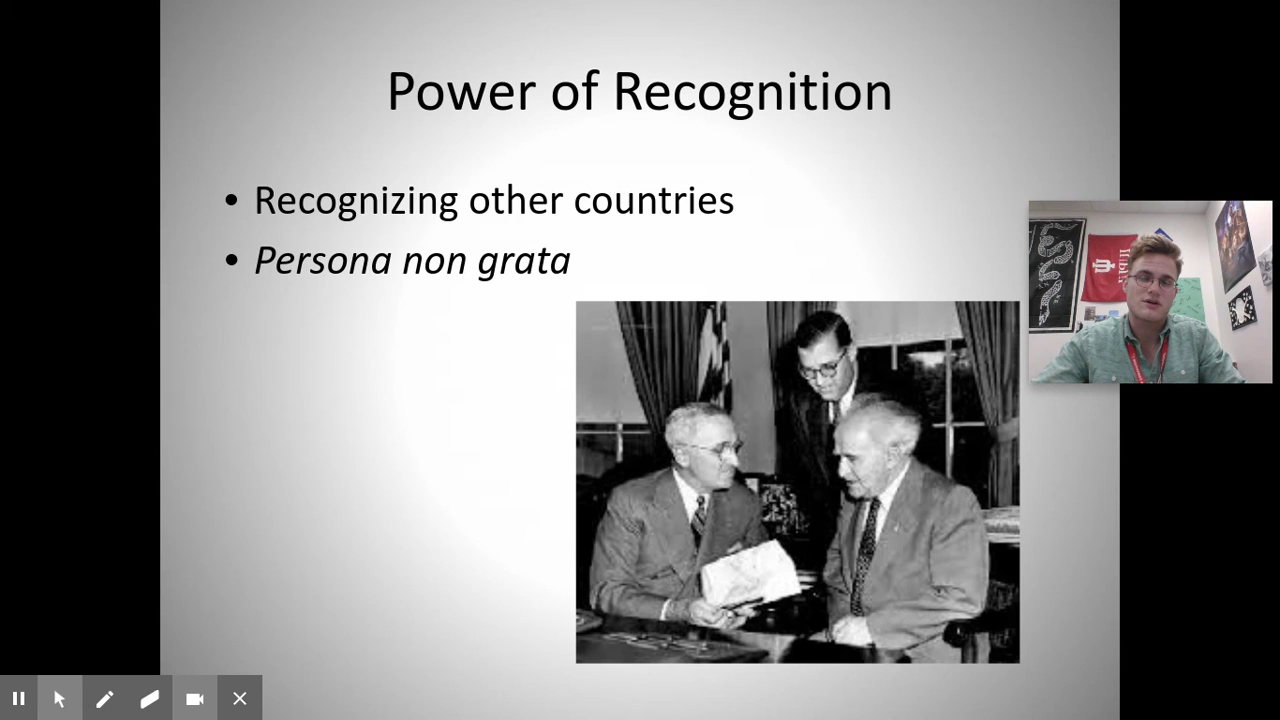 Power of Recognition
• Recognizing other countries
• Persona non grata